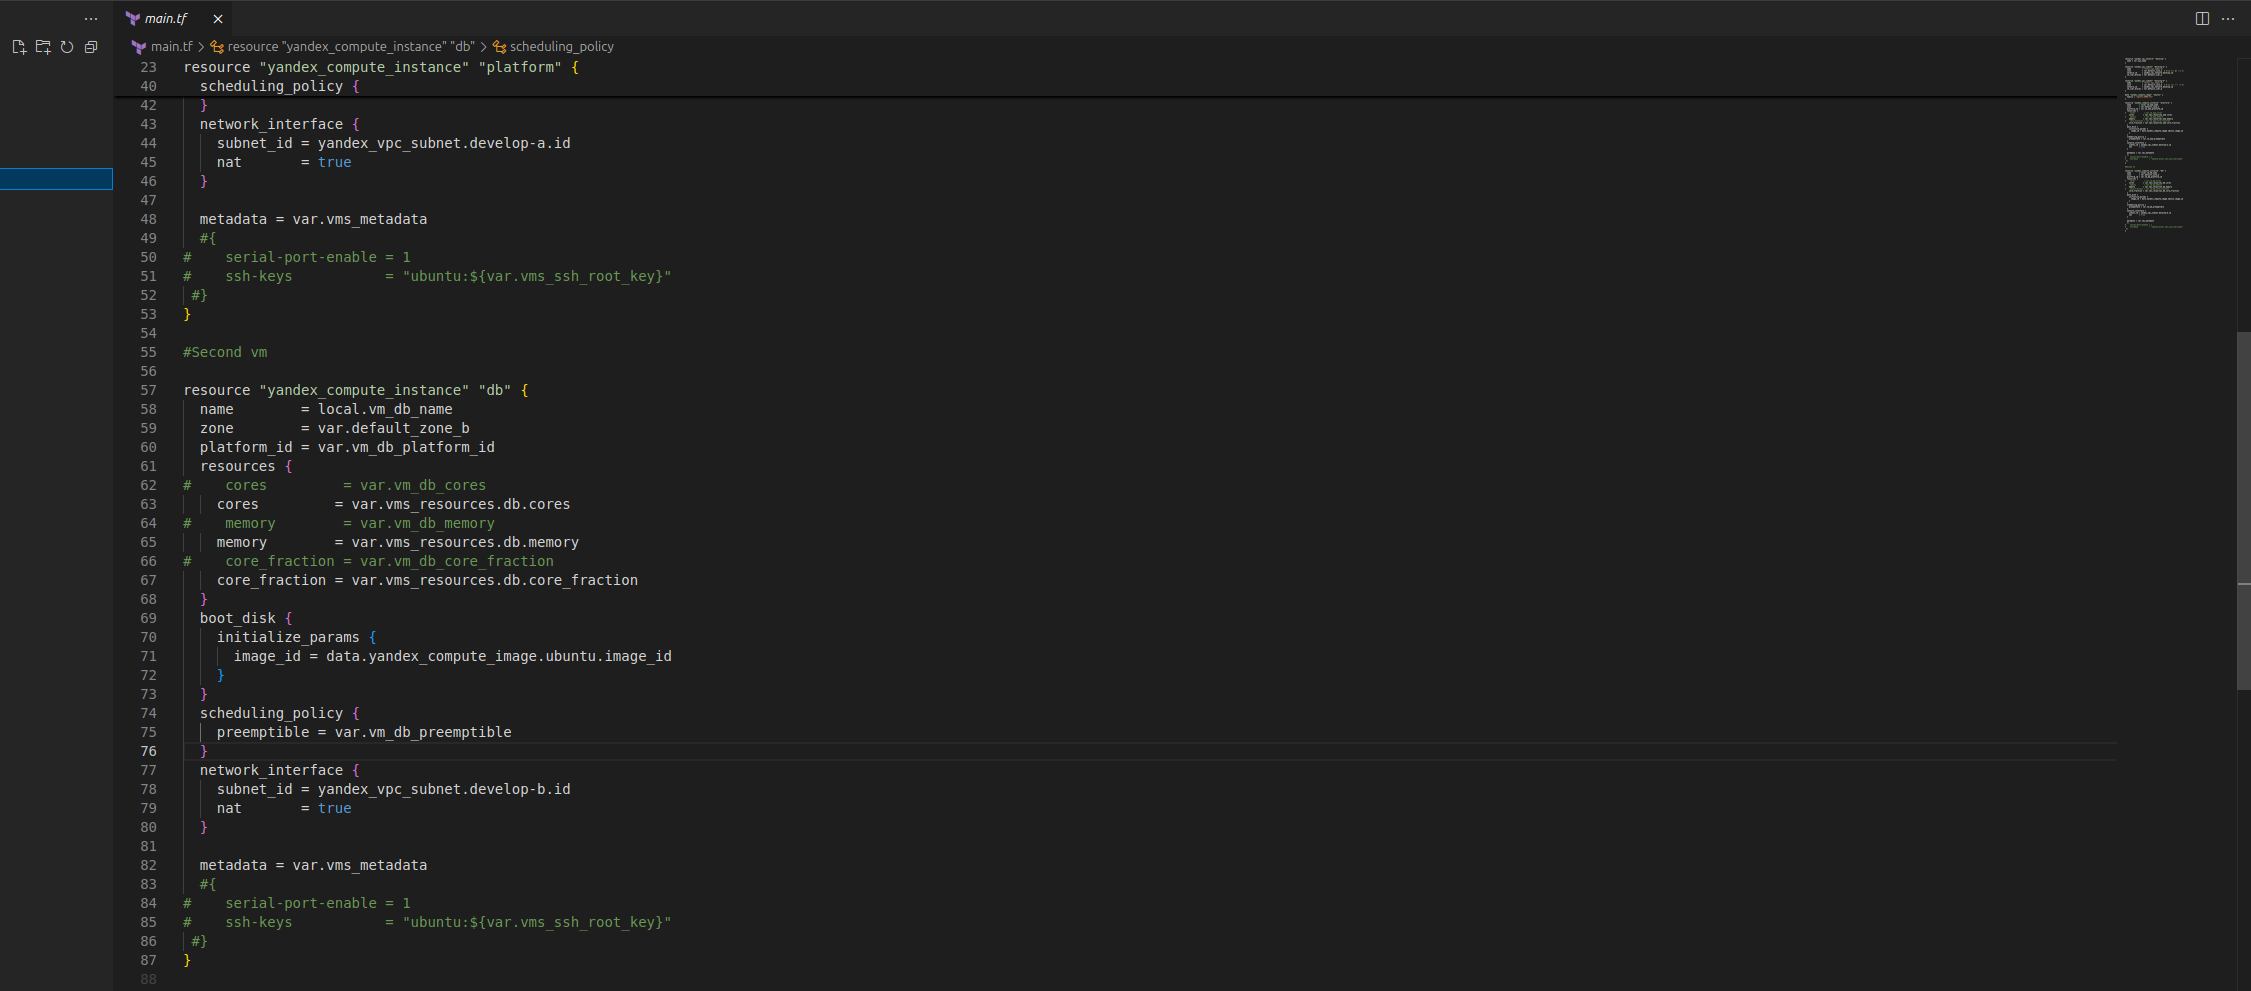 main.tf
main.tf > resource "yandex_compute_instance" "db" > scheduling_policy
23 resource "yandex_compute_instance" "platform" {
40   scheduling_policy {
42   }
43   network_interface {
44     subnet_id = yandex_vpc_subnet.develop-a.id
45     nat       = true
46   }
47
48   metadata = var.vms_metadata
49   #{
50 #    serial-port-enable = 1
51 #    ssh-keys           = "ubuntu:${var.vms_ssh_root_key}"
52  #}
53 }
54
55 #Second vm
56
57 resource "yandex_compute_instance" "db" {
58   name        = local.vm_db_name
59   zone        = var.default_zone_b
60   platform_id = var.vm_db_platform_id
61   resources {
62 #    cores         = var.vm_db_cores
63     cores         = var.vms_resources.db.cores
64 #    memory        = var.vm_db_memory
65     memory        = var.vms_resources.db.memory
66 #    core_fraction = var.vm_db_core_fraction
67     core_fraction = var.vms_resources.db.core_fraction
68   }
69   boot_disk {
70     initialize_params {
71       image_id = data.yandex_compute_image.ubuntu.image_id
72     }
73   }
74   scheduling_policy {
75     preemptible = var.vm_db_preemptible
76   }
77   network_interface {
78     subnet_id = yandex_vpc_subnet.develop-b.id
79     nat       = true
80   }
81
82   metadata = var.vms_metadata
83   #{
84 #    serial-port-enable = 1
85 #    ssh-keys           = "ubuntu:${var.vms_ssh_root_key}"
86  #}
87 }
88